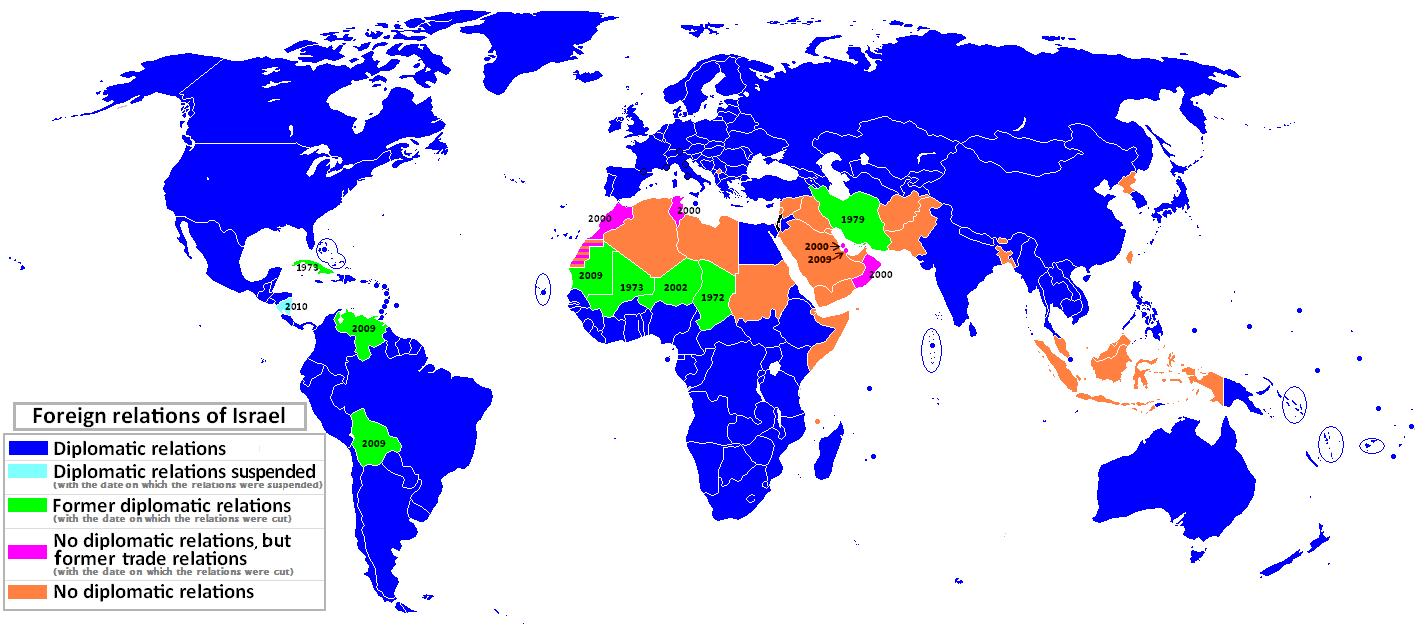 2000
2000
1979
2000
2009
2000
1973
2009
1973
2002
1972
2010
2009
2009
Foreign relations of Israel
Diplomatic relations
Diplomatic relations suspended
(with the date on which the relations were suspended)
Former diplomatic relations
(with the date on which the relations were cut)
No diplomatic relations, but
former trade relations
(with the date on which the relations were cut)
No diplomatic relations